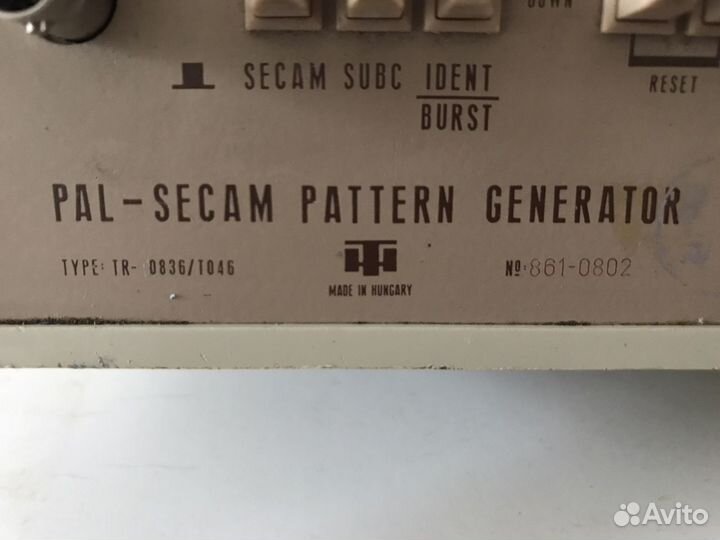 DOWN
SECAM SUBC IDENT
BURST
RESET
PAL-SECAM PATTERN GENERATOR
TYPE: TR- 0836/T046
№:861-0802
MADE IN HUNGARY
Avito